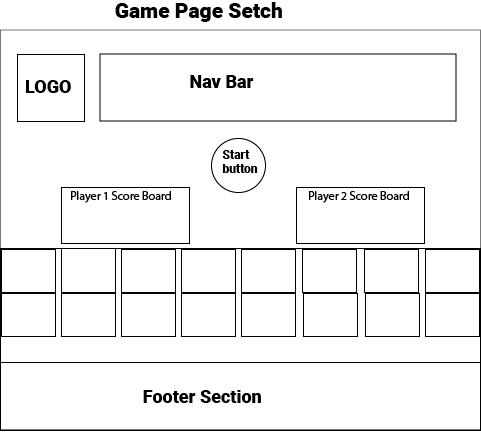 Game Page Setch
LOGO
Nav Bar
Start
button
Player 1 Score Board
Player 2 Score Board
Footer Section